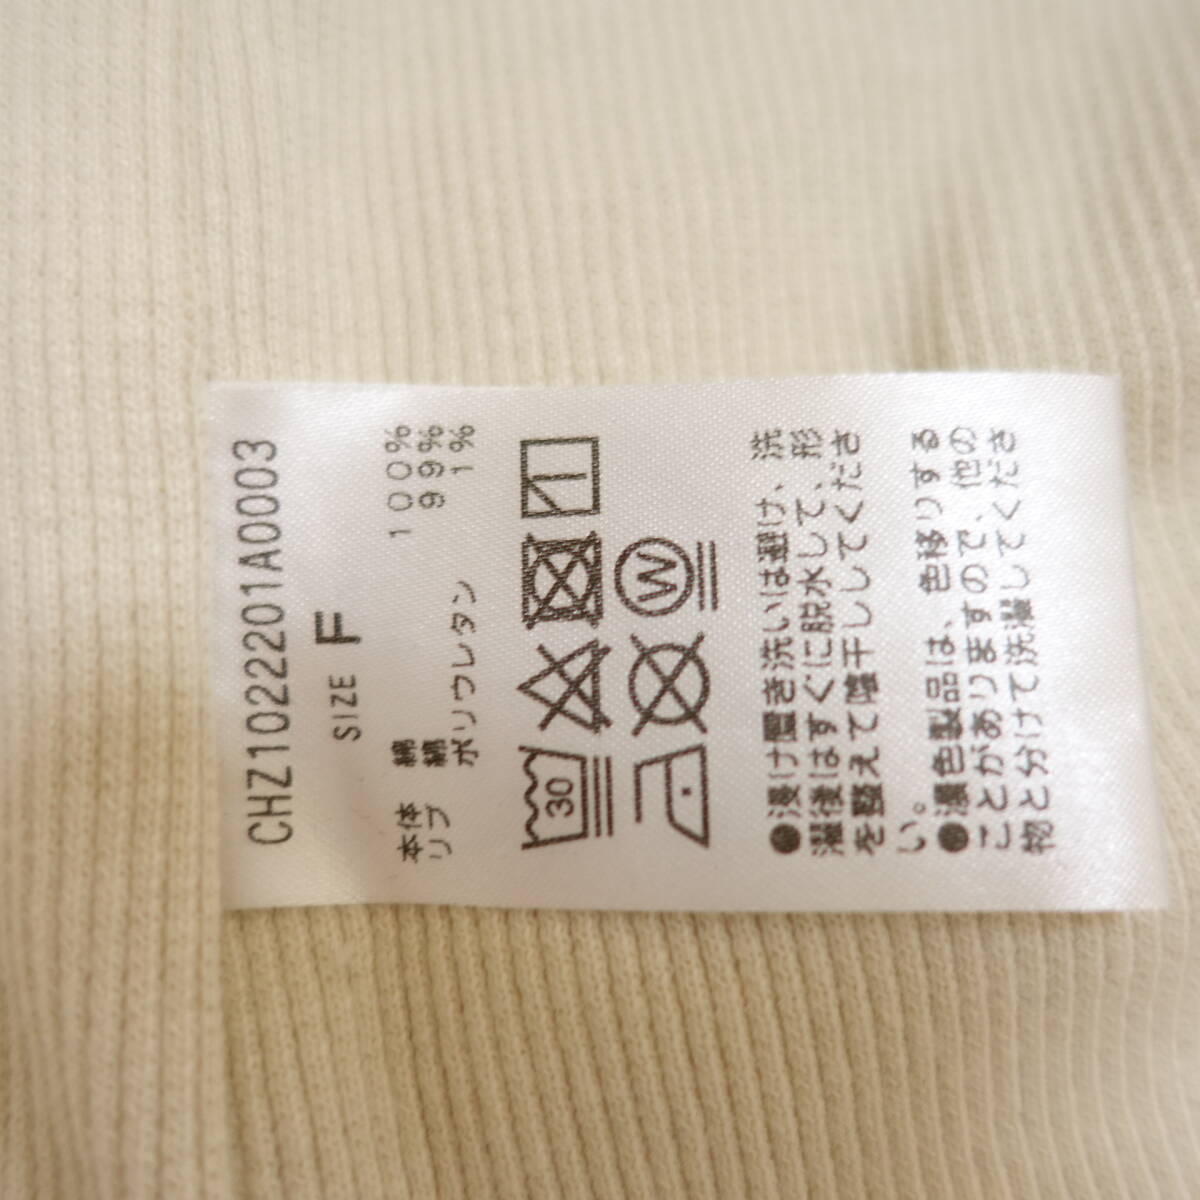 CHZ1022201A0003
SIZE F
本体 綿 100%
リブ 綿 99%
ポリウレタン 1%
30
W
●浸け置き洗いは避け、洗
濯後はすぐに脱水して、形
を整えて陰干ししてくださ
い。
●濃色製品は、色移りする
ことがありますので、他の
物と分けて洗濯してくださ